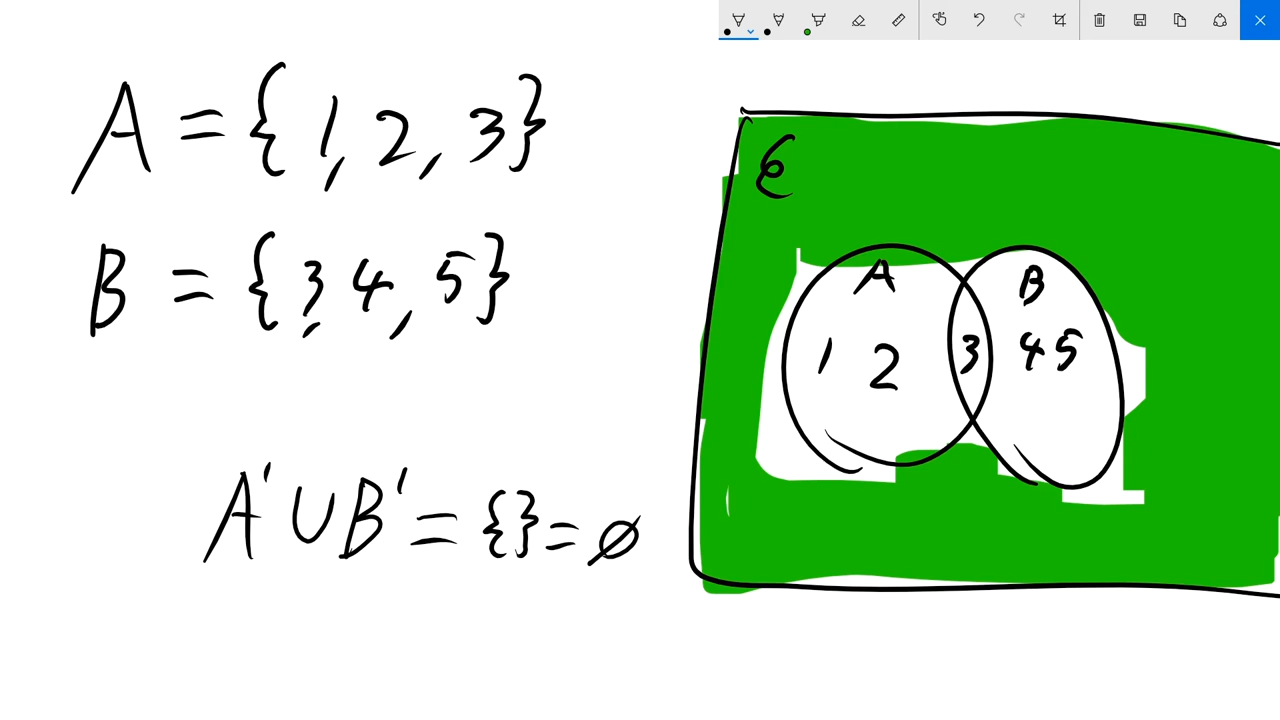 A = {1, 2, 3}
B = {3, 4, 5}
A' ∪ B' = {} = ∅
ℰ
A
B
1 2 3 4 5